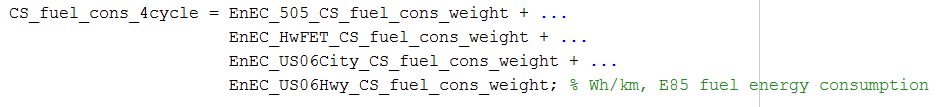 CS_fuel_cons_4cycle = EnEC_505_CS_fuel_cons_weight + ...
EnEC_HwFET_CS_fuel_cons_weight + ...
EnEC_US06City_CS_fuel_cons_weight + ...
EnEC_US06Hwy_CS_fuel_cons_weight; % Wh/km, E85 fuel energy consumption